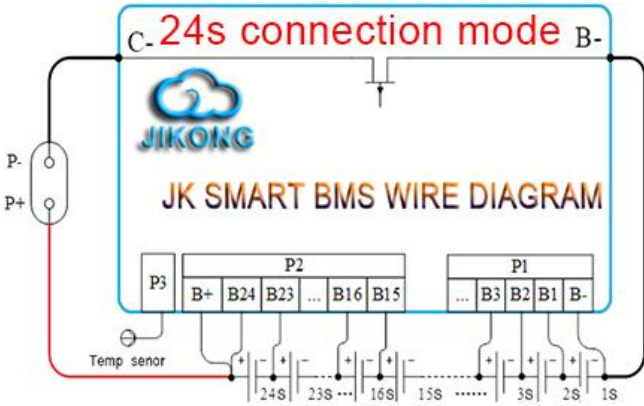 C- 24s connection mode B-
JIKONG
P-
P+
JK SMART BMS WIRE DIAGRAM
P3
P2
B+ B24 B23 ... B16 B15
P1
... B3 B2 B1 B-
Temp senor
+ - + - + - + - + - + - + -
24S 23S ··· 16S 15S ······ 3S 2S 1S